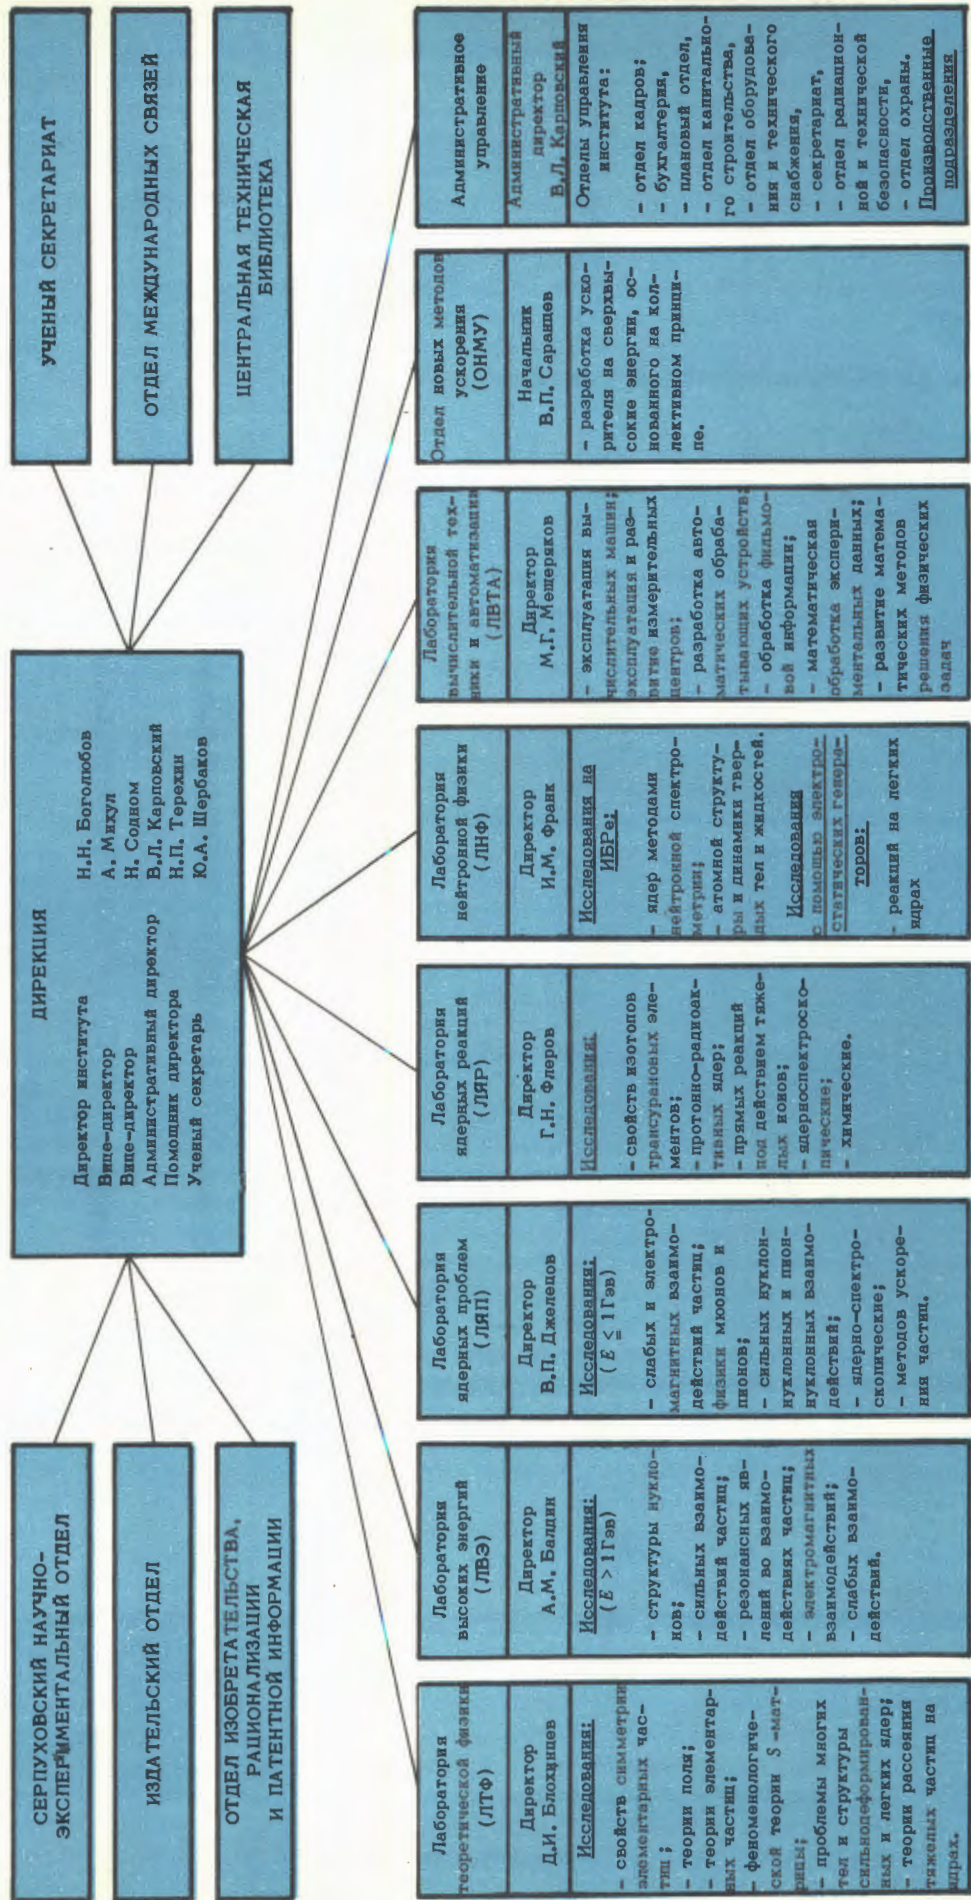 СЕРПУХОВСКИЙ НАУЧНО-
ЭКСПЕРИМЕНТАЛЬНЫЙ ОТДЕЛ
ИЗДАТЕЛЬСКИЙ ОТДЕЛ
ОТДЕЛ ИЗОБРЕТАТЕЛЬСТВА,
РАЦИОНАЛИЗАЦИИ
И ПАТЕНТНОЙ ИНФОРМАЦИИ
ДИРЕКЦИЯ
Директор института Н.Н. Боголюбов
Вице-директор А. Михул
Вице-директор Н. Содном
Административный директор В.Л. Карповский
Помощник директора Н.П. Терехин
Ученый секретарь Ю.А. Щербаков
УЧЕНЫЙ СЕКРЕТАРИАТ
ОТДЕЛ МЕЖДУНАРОДНЫХ СВЯЗЕЙ
ЦЕНТРАЛЬНАЯ ТЕХНИЧЕСКАЯ
БИБЛИОТЕКА
Лаборатория
теоретической физики
(ЛТФ)
Директор
Д.И. Блохинцев
Исследования:
- свойств симметрии
элементарных час-
тиц;
- теории поля;
- теории элементар-
ных частиц;
- феноменологиче-
ской теории S-мат-
рицы;
- проблемы многих
тел и структуры
сильнодеформирован-
ных и легких ядер;
- теории рассеяния
тяжелых частиц на
ядрах.
Лаборатория
высоких энергий
(ЛВЭ)
Директор
А.М. Балдин
Исследования:
(E > 1 Гэв)
- структуры нукло-
нов;
- сильных взаимо-
действий частиц;
- резонансных яв-
лений во взаимо-
действиях частиц;
- электромагнитных
взаимодействий;
- слабых взаимо-
действий.
Лаборатория
ядерных проблем
(ЛЯП)
Директор
В.П. Джелепов
Исследования:
(E ≤ 1 Гэв)
- слабых и электро-
магнитных взаимо-
действий частиц;
физики мюонов и
пионов;
- сильных нуклон-
нуклонных и пион-
нуклонных взаимо-
действий;
- ядерно-спектро-
скопические;
- методов ускоре-
ния частиц.
Лаборатория
ядерных реакций
(ЛЯР)
Директор
Г.Н. Флеров
Исследования:
- свойств изотопов
трансурановых эле-
ментов;
- протонно-радиоак-
тивных ядер;
- прямых реакций
под действием тяже-
лых ионов;
- ядерноспектроско-
пические;
- химические.
Лаборатория
нейтронной физики
(ЛНФ)
Директор
И.М. Франк
Исследования на
ИБРе:
- ядер методами
нейтронной спектро-
метрии;
- атомной структу-
ры и динамики твер-
дых тел и жидкостей.
Исследования
с помощью электро-
статических генера-
торов:
- реакций на легких
ядрах
Лаборатория
вычислительной тех-
ники и автоматизации
(ЛВТА)
Директор
М.Г. Мещеряков
- эксплуатация вы-
числительных машин;
эксплуатация и раз-
витие измерительных
центров;
- разработка авто-
матических обраба-
тывающих устройств;
- обработка фильмо-
вой информации;
- математическая
обработка экспери-
ментальных данных;
- развитие матема-
тических методов
решения физических
задач
Отдел новых методов
ускорения
(ОНМУ)
Начальник
В.П. Саранцев
- разработка уско-
рителя на сверхвы-
сокие энергии, ос-
нованного на кол-
лективном принци-
пе.
Административное
управление
Административный
директор
В.Л. Карповский
Отделы управления
института:
- отдел кадров;
- бухгалтерия,
- плановый отдел,
- отдел капитально-
го строительства,
- отдел оборудова-
ния и технического
снабжения,
- секретариат,
- отдел радиацион-
ной и технической
безопасности,
- отдел охраны.
Производственные
подразделения